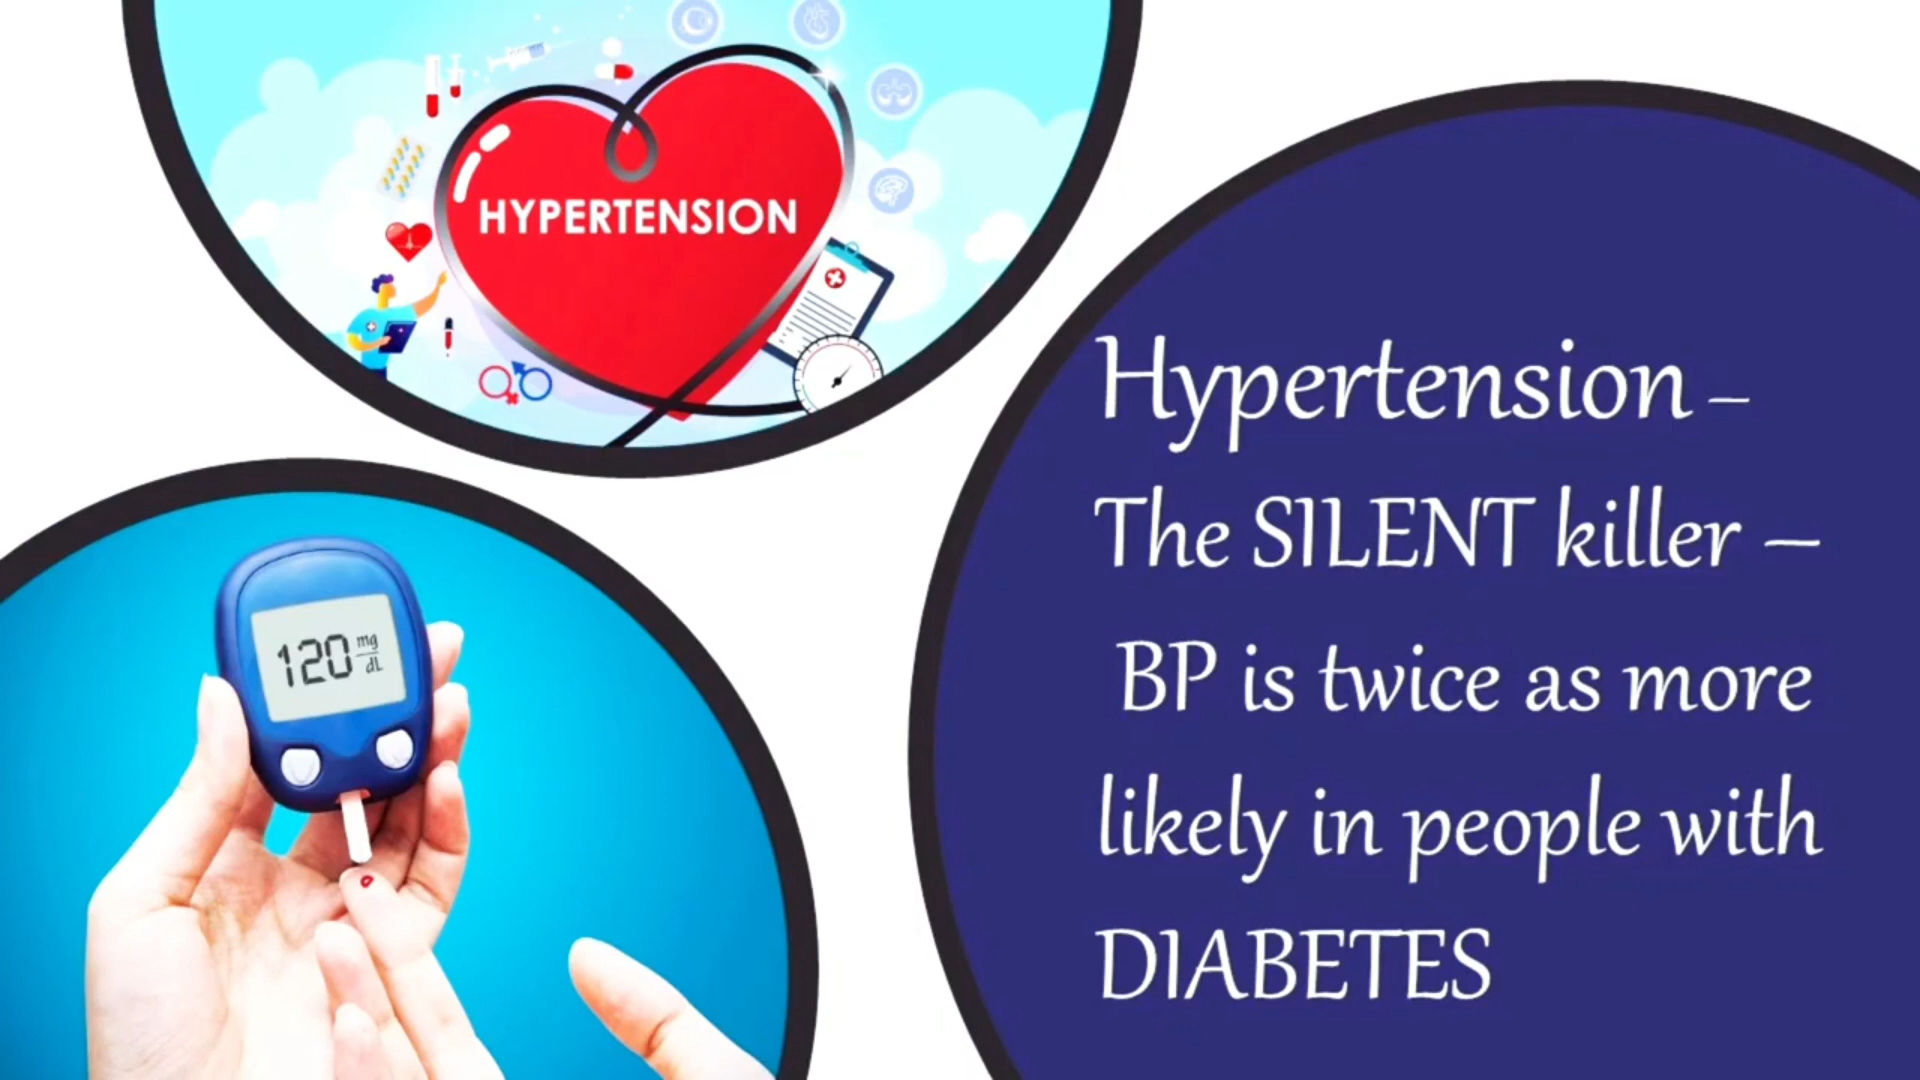 HYPERTENSION
120 mg
dL
Hypertension –
The SILENT killer –
BP is twice as more
likely in people with
DIABETES